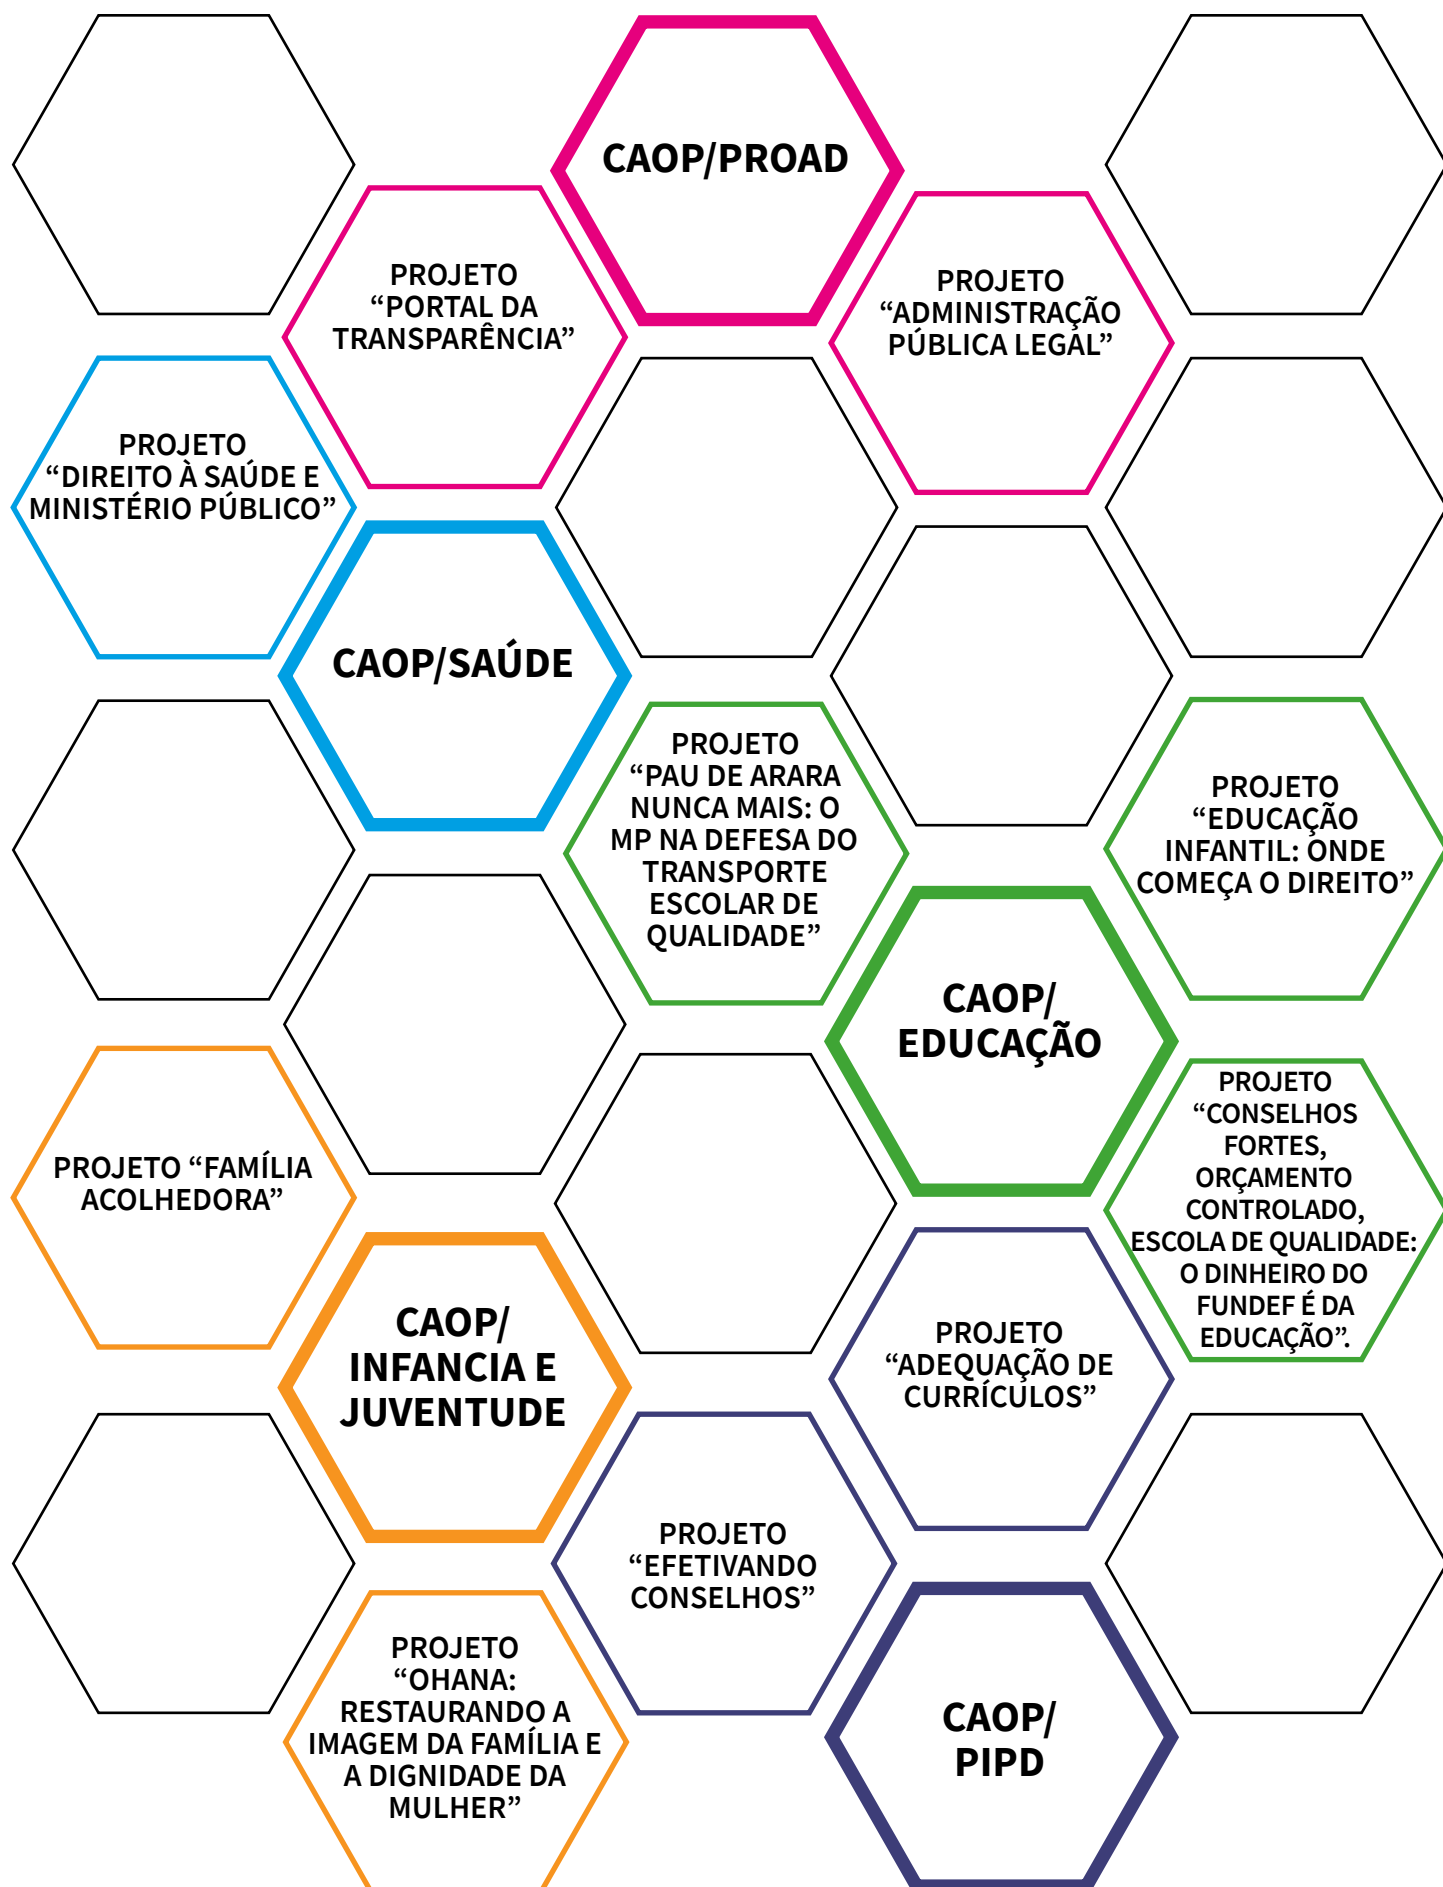 CAOP/PROAD
PROJETO
“PORTAL DA
TRANSPARÊNCIA”
PROJETO
“ADMINISTRAÇÃO
PÚBLICA LEGAL”
PROJETO
“DIREITO À SAÚDE E
MINISTÉRIO PÚBLICO”
CAOP/SAÚDE
PROJETO
“PAU DE ARARA
NUNCA MAIS: O
MP NA DEFESA DO
TRANSPORTE
ESCOLAR DE
QUALIDADE”
PROJETO
“EDUCAÇÃO
INFANTIL: ONDE
COMEÇA O DIREITO”
CAOP/
EDUCAÇÃO
PROJETO
“CONSELHOS
FORTES,
ORÇAMENTO
CONTROLADO,
ESCOLA DE QUALIDADE:
O DINHEIRO DO
FUNDEF É DA
EDUCAÇÃO”.
PROJETO “FAMÍLIA
ACOLHEDORA”
CAOP/
INFANCIA E
JUVENTUDE
PROJETO
“ADEQUAÇÃO DE
CURRÍCULOS”
PROJETO
“EFETIVANDO
CONSELHOS”
PROJETO
“OHANA:
RESTAURANDO A
IMAGEM DA FAMÍLIA E
A DIGNIDADE DA
MULHER”
CAOP/
PIPD